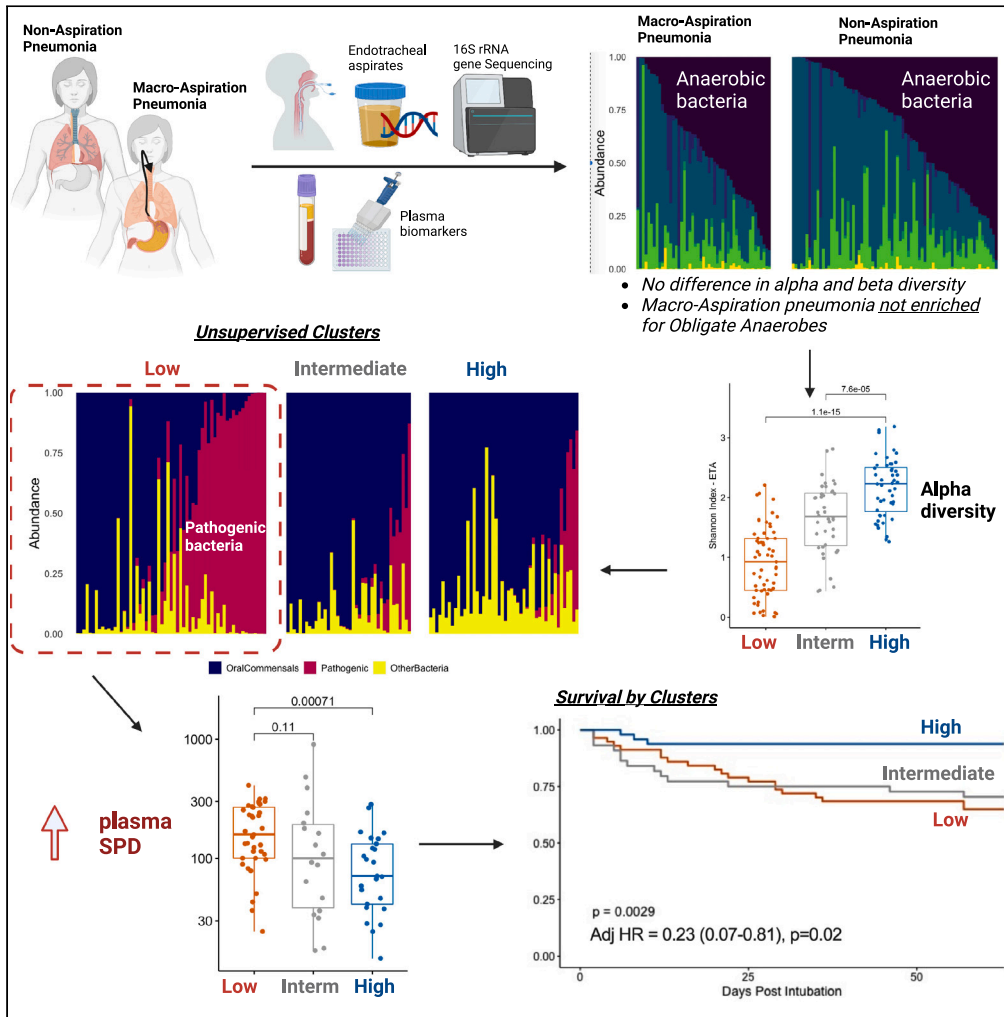 Non-Aspiration
Pneumonia
Macro-Aspiration
Pneumonia
Endotracheal
aspirates
16S rRNA
gene Sequencing
Plasma
biomarkers
Macro-Aspiration
Pneumonia
Non-Aspiration
Pneumonia
Abundance
1.00
0.75
0.50
0.25
0.00
Anaerobic
bacteria
Anaerobic
bacteria
• No difference in alpha and beta diversity
• Macro-Aspiration pneumonia not enriched
for Obligate Anaerobes
Unsupervised Clusters
Low
Intermediate
High
Abundance
1.00
0.75
0.50
0.25
0.00
Pathogenic
bacteria
OralCommensals Pathogenic OtherBacteria
7.6e-05
1.1e-15
Shannon Index - ETA
3
2
1
0
Low
Interm
High
Alpha
diversity
plasma
SPD
0.00071
0.11
1000
300
100
30
Low
Interm
High
Survival by Clusters
1.00
0.75
0.50
0.25
0.00
High
Intermediate
Low
p = 0.0029
Adj HR = 0.23 (0.07-0.81), p=0.02
0
25
50
Days Post Intubation